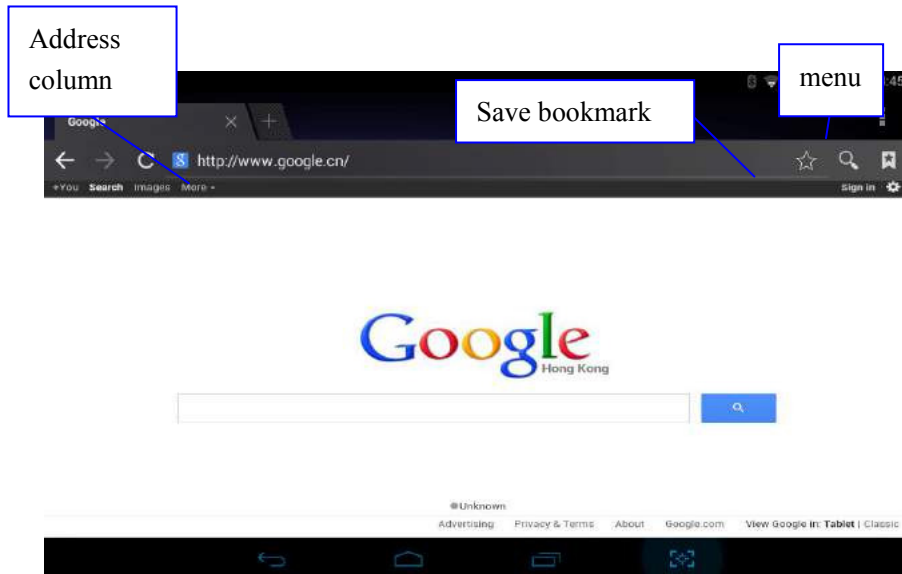 Address
column
menu
:45
Save bookmark
Google
http://www.google.cn/
+You Search Images More
Sign in
Google
Hong Kong
Unknown
Advertising Privacy & Terms About Google.com View Google in: Tablet | Classic